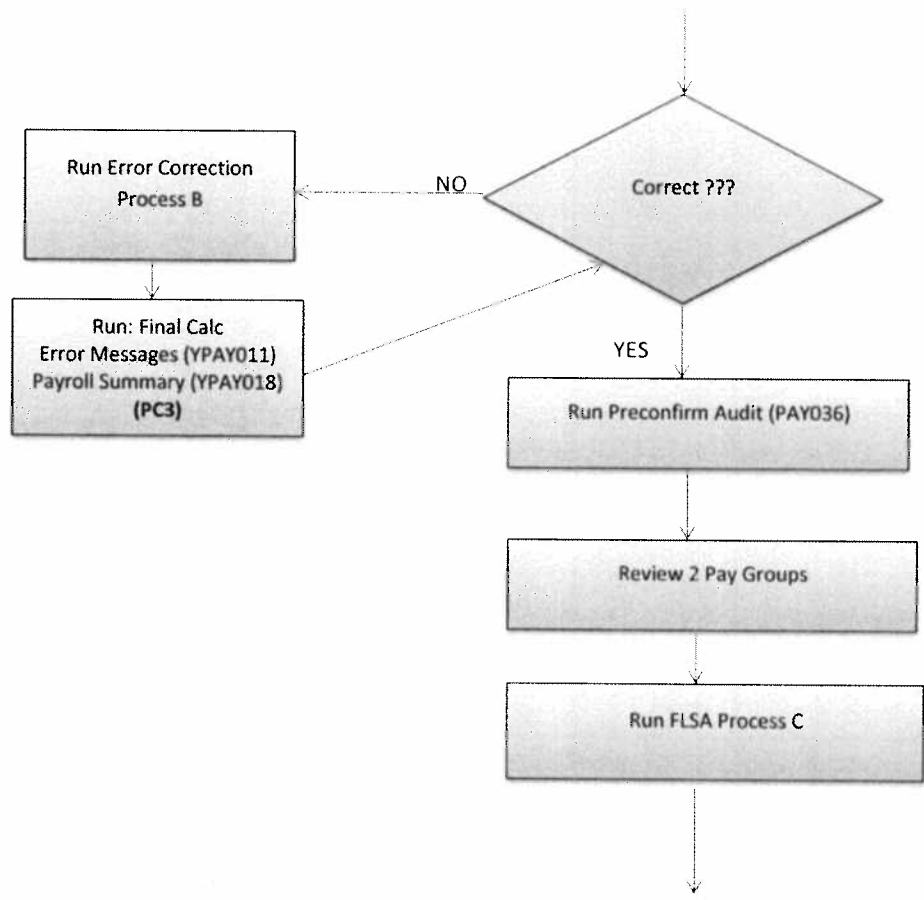 Correct ???
NO
Run Error Correction
Process B
Run: Final Calc
Error Messages (YPAY011)
Payroll Summary (YPAY018)
(PC3)
YES
Run Preconfirm Audit (PAY036)
Review 2 Pay Groups
Run FLSA Process C